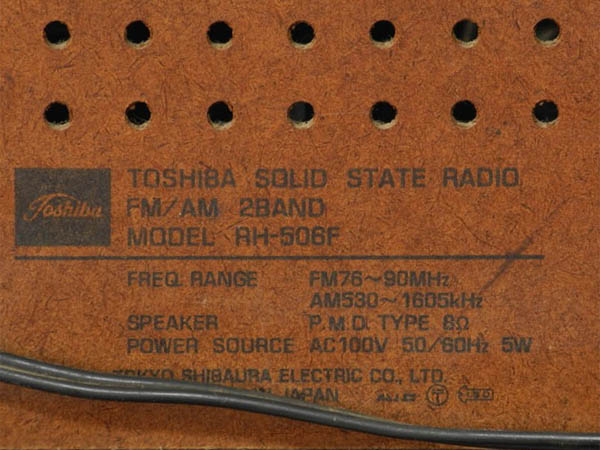 Toshiba
TOSHIBA SOLID STATE RADIO
FM/AM 2BAND
MODEL RH-506F
FREQ. RANGE FM76~90MHz
AM530~1605kHz
SPEAKER P.M.D. TYPE 8Ω
POWER SOURCE AC100V 50/60Hz 5W
TOKYO SHIBAURA ELECTRIC CO., LTD.
IN JAPAN